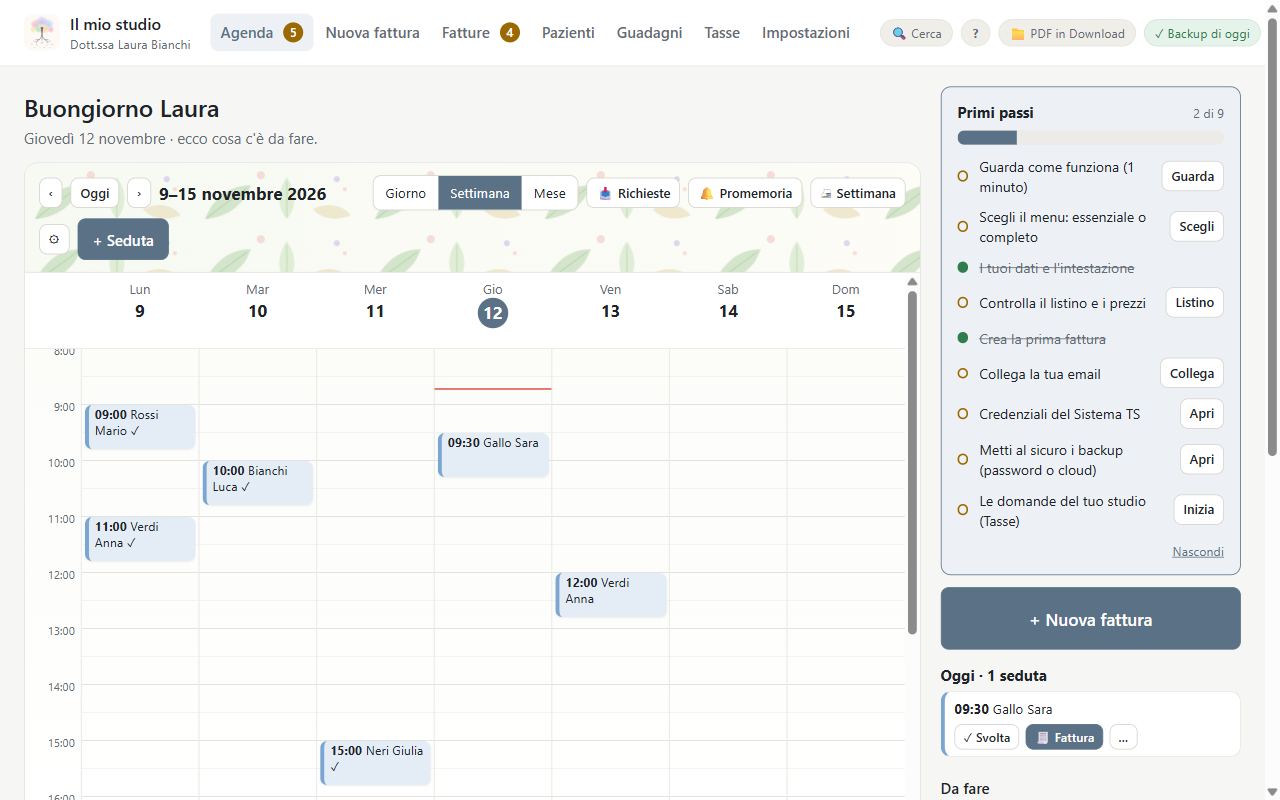 Il mio studio
Dott.ssa Laura Bianchi
Agenda 5
Nuova fattura
Fatture 4
Pazienti
Guadagni
Tasse
Impostazioni
Cerca
?
PDF in Download
✓ Backup di oggi
Buongiorno Laura
Giovedì 12 novembre · ecco cosa c'è da fare.
‹
Oggi
›
9–15 novembre 2026
Giorno
Settimana
Mese
Richieste
Promemoria
Settimana
+ Seduta
Lun
9
Mar
10
Mer
11
Gio
12
Ven
13
Sab
14
Dom
15
8:00
9:00
10:00
11:00
12:00
13:00
14:00
15:00
16:00
09:00 Rossi
Mario ✓
11:00 Verdi
Anna ✓
10:00 Bianchi
Luca ✓
15:00 Neri Giulia
✓
09:30 Gallo Sara
12:00 Verdi
Anna
Primi passi
2 di 9
Guarda come funziona (1
minuto)
Guarda
Scegli il menu: essenziale o
completo
Scegli
I tuoi dati e l'intestazione
Controlla il listino e i prezzi
Listino
Crea la prima fattura
Collega la tua email
Collega
Credenziali del Sistema TS
Apri
Metti al sicuro i backup
(password o cloud)
Apri
Le domande del tuo studio
(Tasse)
Inizia
Nascondi
+ Nuova fattura
Oggi · 1 seduta
09:30 Gallo Sara
✓ Svolta
Fattura
...
Da fare